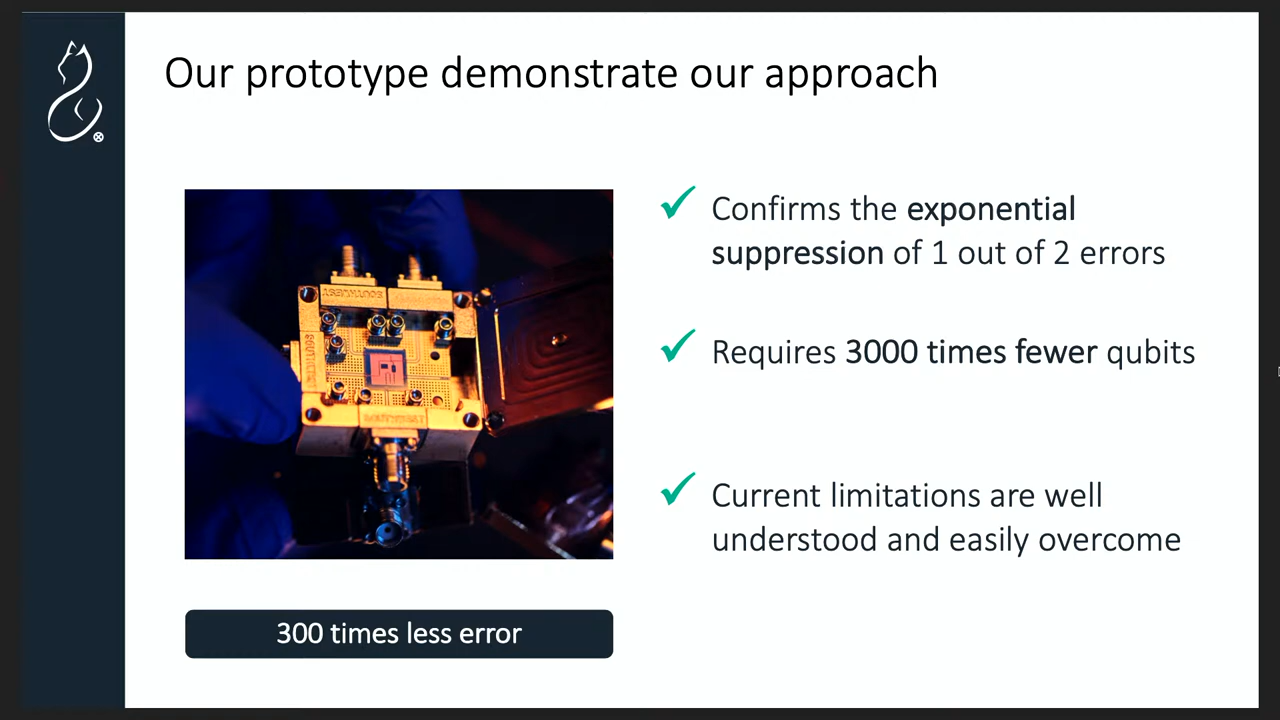 Our prototype demonstrate our approach
Confirms the exponential
suppression of 1 out of 2 errors
Requires 3000 times fewer qubits
Current limitations are well
understood and easily overcome
300 times less error